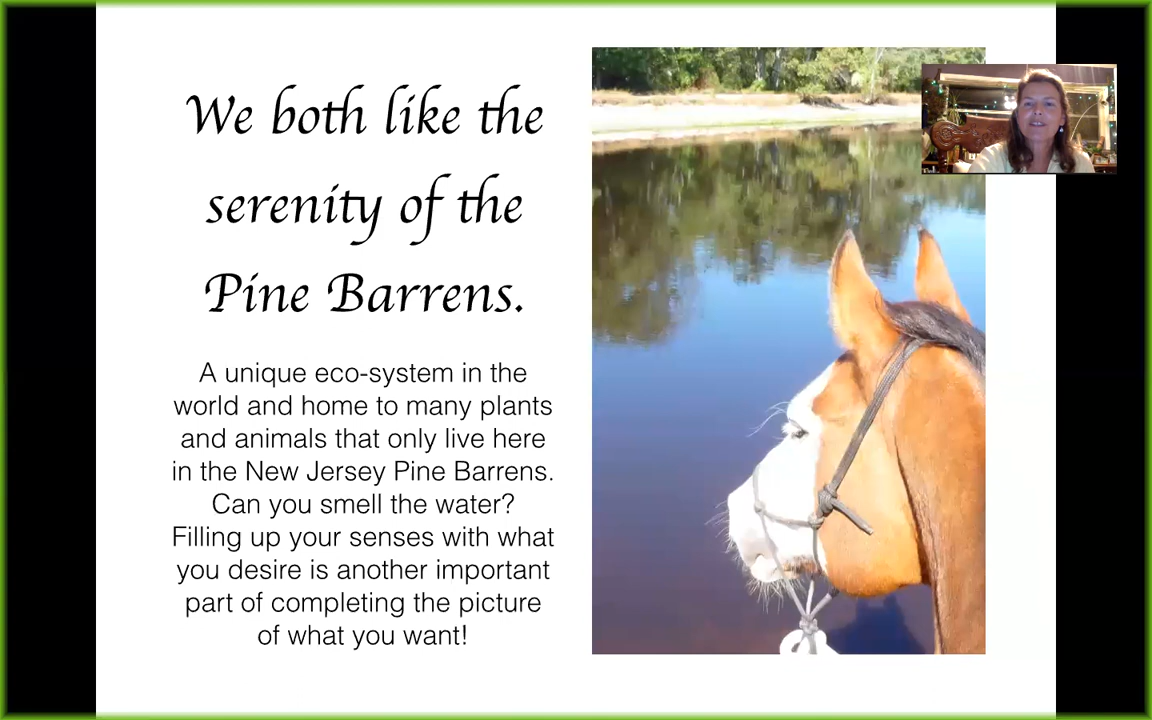 We both like the
serenity of the
Pine Barrens.
A unique eco-system in the
world and home to many plants
and animals that only live here
in the New Jersey Pine Barrens.
Can you smell the water?
Filling up your senses with what
you desire is another important
part of completing the picture
of what you want!